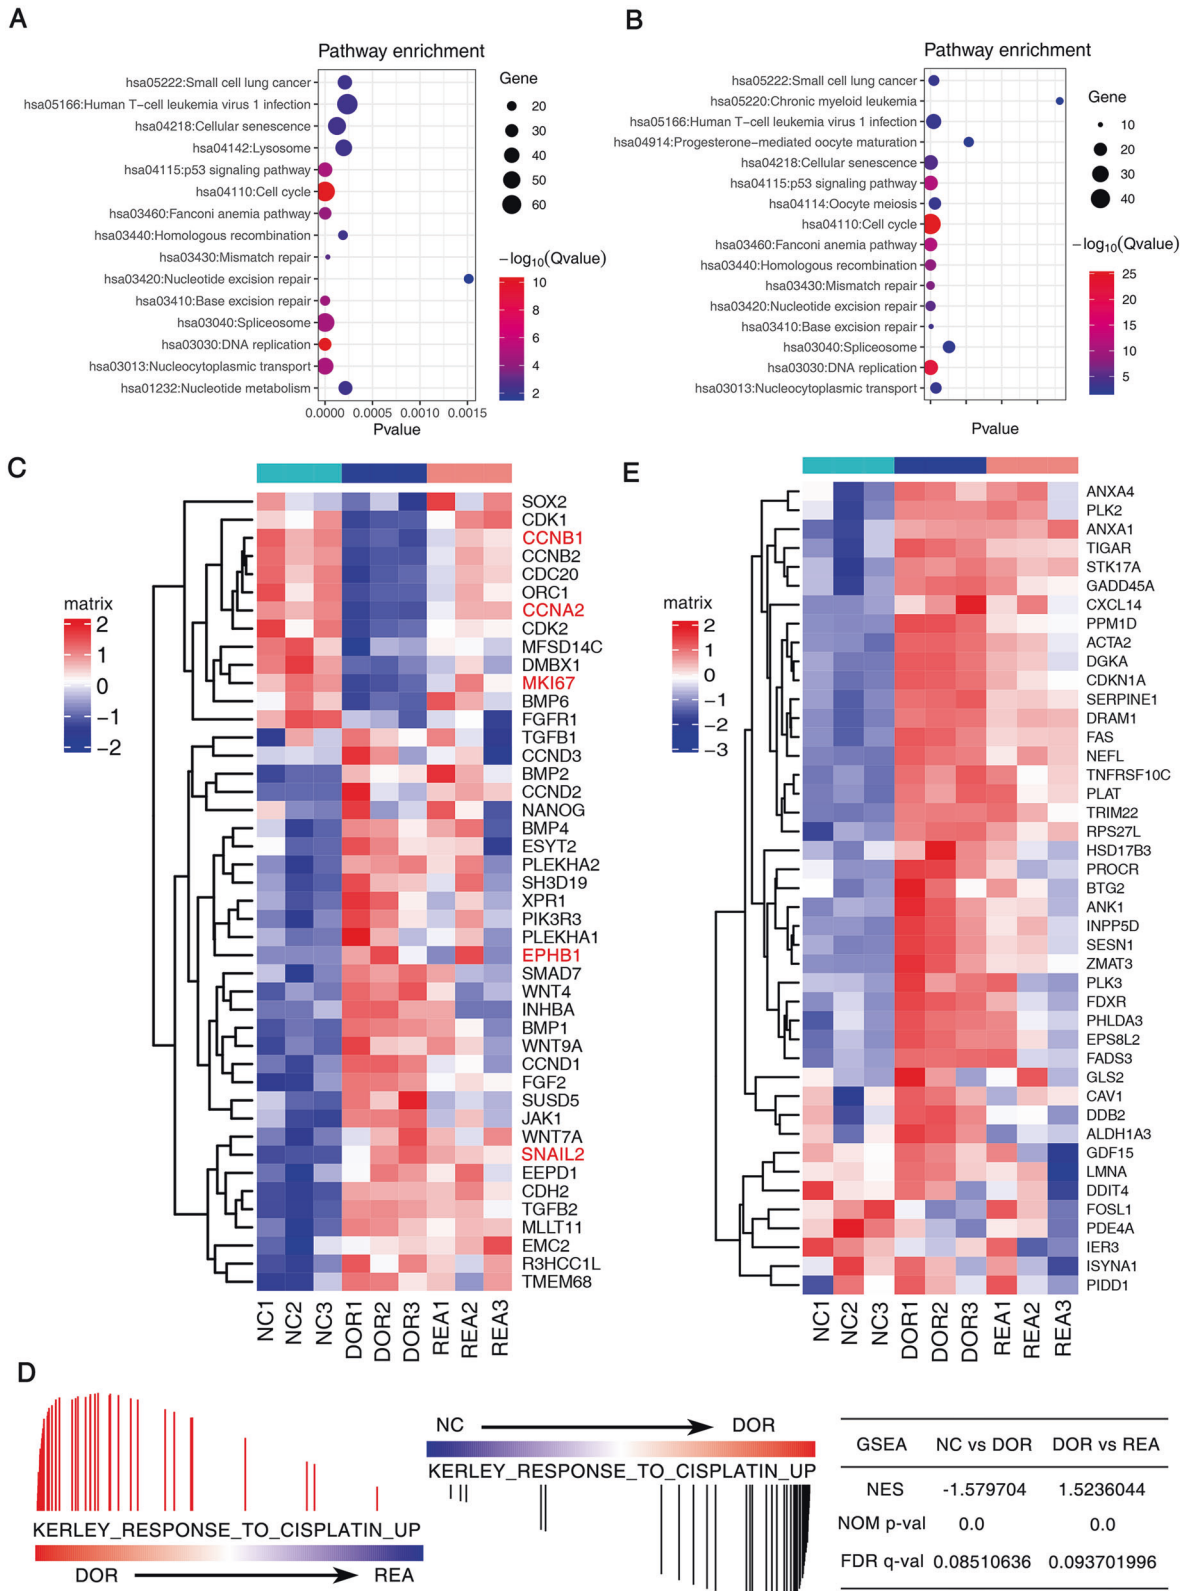 A
Pathway enrichment
hsa05222:Small cell lung cancer
hsa05166:Human T-cell leukemia virus 1 infection
hsa04218:Cellular senescence
hsa04142:Lysosome
hsa04115:p53 signaling pathway
hsa04110:Cell cycle
hsa03460:Fanconi anemia pathway
hsa03440:Homologous recombination
hsa03430:Mismatch repair
hsa03420:Nucleotide excision repair
hsa03410:Base excision repair
hsa03040:Spliceosome
hsa03030:DNA replication
hsa03013:Nucleocytoplasmic transport
hsa01232:Nucleotide metabolism
0.0000 0.0005 0.0010 0.0015
Pvalue
Gene
20
30
40
50
60
−log10(Qvalue)
10
8
6
4
2
B
Pathway enrichment
hsa05222:Small cell lung cancer
hsa05220:Chronic myeloid leukemia
hsa05166:Human T-cell leukemia virus 1 infection
hsa04914:Progesterone-mediated oocyte maturation
hsa04218:Cellular senescence
hsa04115:p53 signaling pathway
hsa04114:Oocyte meiosis
hsa04110:Cell cycle
hsa03460:Fanconi anemia pathway
hsa03440:Homologous recombination
hsa03430:Mismatch repair
hsa03420:Nucleotide excision repair
hsa03410:Base excision repair
hsa03040:Spliceosome
hsa03030:DNA replication
hsa03013:Nucleocytoplasmic transport
Pvalue
Gene
10
20
30
40
−log10(Qvalue)
25
20
15
10
5
C
matrix
2
1
0
−1
−2
SOX2
CDK1
CCNB1
CCNB2
CDC20
ORC1
CCNA2
CDK2
MFSD14C
DMBX1
MKI67
BMP6
FGFR1
TGFB1
CCND3
BMP2
CCND2
NANOG
BMP4
ESYT2
PLEKHA2
SH3D19
XPR1
PIK3R3
PLEKHA1
EPHB1
SMAD7
WNT4
INHBA
BMP1
WNT9A
CCND1
FGF2
SUSD5
JAK1
WNT7A
SNAIL2
EEPD1
CDH2
TGFB2
MLLT11
EMC2
R3HCC1L
TMEM68
NC1 NC2 NC3 DOR1 DOR2 DOR3 REA1 REA2 REA3
E
matrix
2
1
0
−1
−2
−3
ANXA4
PLK2
ANXA1
TIGAR
STK17A
GADD45A
CXCL14
PPM1D
ACTA2
DGKA
CDKN1A
SERPINE1
DRAM1
FAS
NEFL
TNFRSF10C
PLAT
TRIM22
RPS27L
HSD17B3
PROCR
BTG2
ANK1
INPP5D
SESN1
ZMAT3
PLK3
FDXR
PHLDA3
EPS8L2
FADS3
GLS2
CAV1
DDB2
ALDH1A3
GDF15
LMNA
DDIT4
FOSL1
PDE4A
IER3
ISYNA1
PIDD1
NC1 NC2 NC3 DOR1 DOR2 DOR3 REA1 REA2 REA3
D
KERLEY_RESPONSE_TO_CISPLATIN_UP
DOR REA
NC DOR
KERLEY_RESPONSE_TO_CISPLATIN_UP
GSEA NC vs DOR DOR vs REA
NES -1.579704 1.5236044
NOM p-val 0.0 0.0
FDR q-val 0.08510636 0.093701996